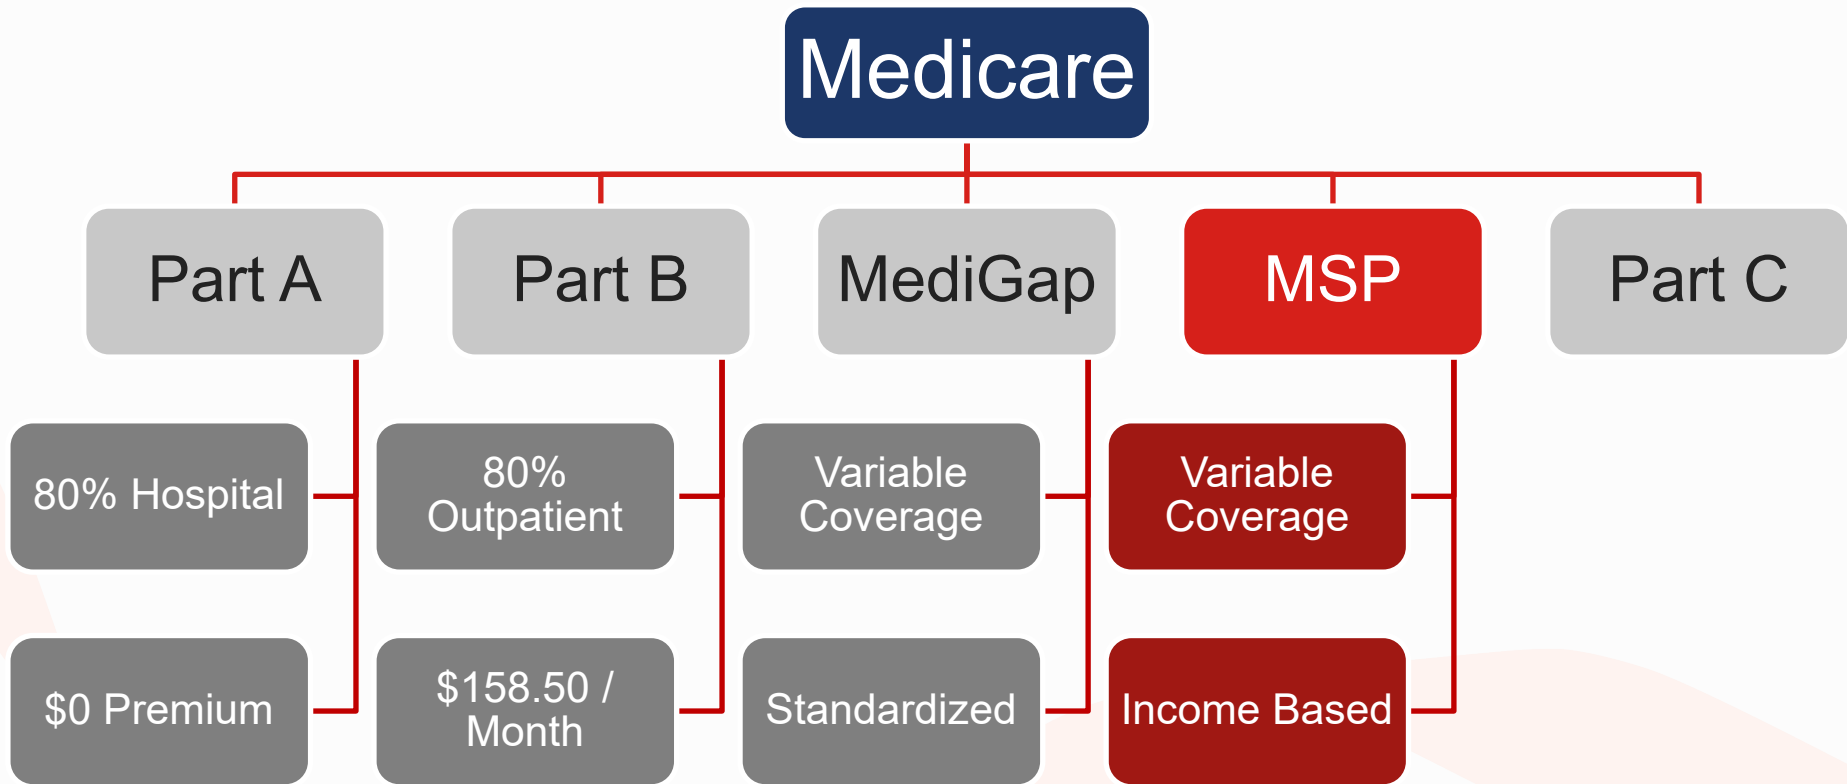 Medicare
Part A
Part B
MediGap
MSP
Part C
80% Hospital
80%
Outpatient
Variable
Coverage
Variable
Coverage
$0 Premium
$158.50 /
Month
Standardized
Income Based